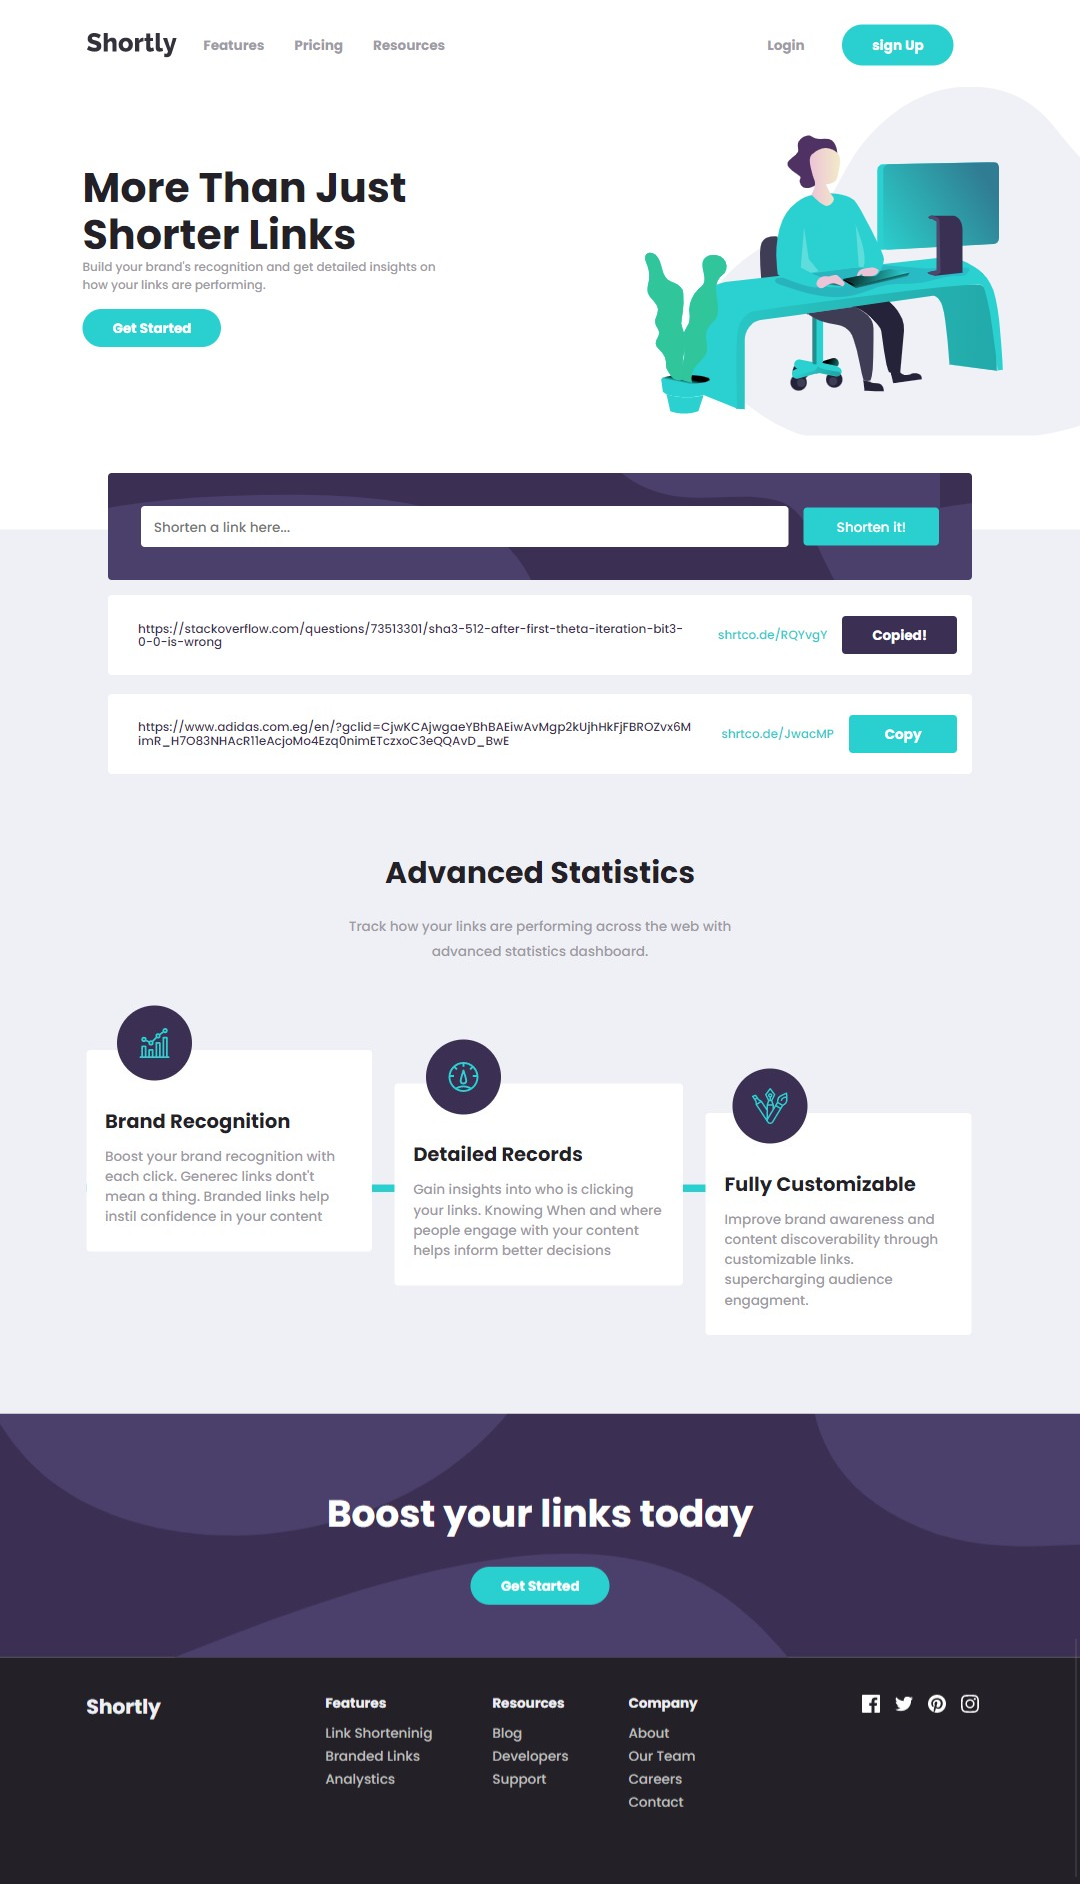 Shortly
Features
Pricing
Resources
Login
sign Up
More Than Just
Shorter Links
Build your brand's recognition and get detailed insights on
how your links are performing.
Get Started
Shorten a link here...
Shorten it!
https://stackoverflow.com/questions/73513301/sha3-512-after-first-theta-iteration-bit3-
0-0-is-wrong
shrtco.de/RQYvgY
Copied!
https://www.adidas.com.eg/en/?gclid=CjwKCAjwgaeYBhBAEiwAvMgp2kUjhHkFjFBROZvx6M
imR_H7O83NHAcR11eAcjoMo4Ezq0nimETczxoC3eQQAvD_BwE
shrtco.de/JwacMP
Copy
Advanced Statistics
Track how your links are performing across the web with
advanced statistics dashboard.
Brand Recognition
Boost your brand recognition with
each click. Generec links dont't
mean a thing. Branded links help
instil confidence in your content
Detailed Records
Gain insights into who is clicking
your links. Knowing When and where
people engage with your content
helps inform better decisions
Fully Customizable
Improve brand awareness and
content discoverability through
customizable links.
supercharging audience
engagment.
Boost your links today
Get Started
Shortly
Features
Link Shorteninig
Branded Links
Analystics
Resources
Blog
Developers
Support
Company
About
Our Team
Careers
Contact